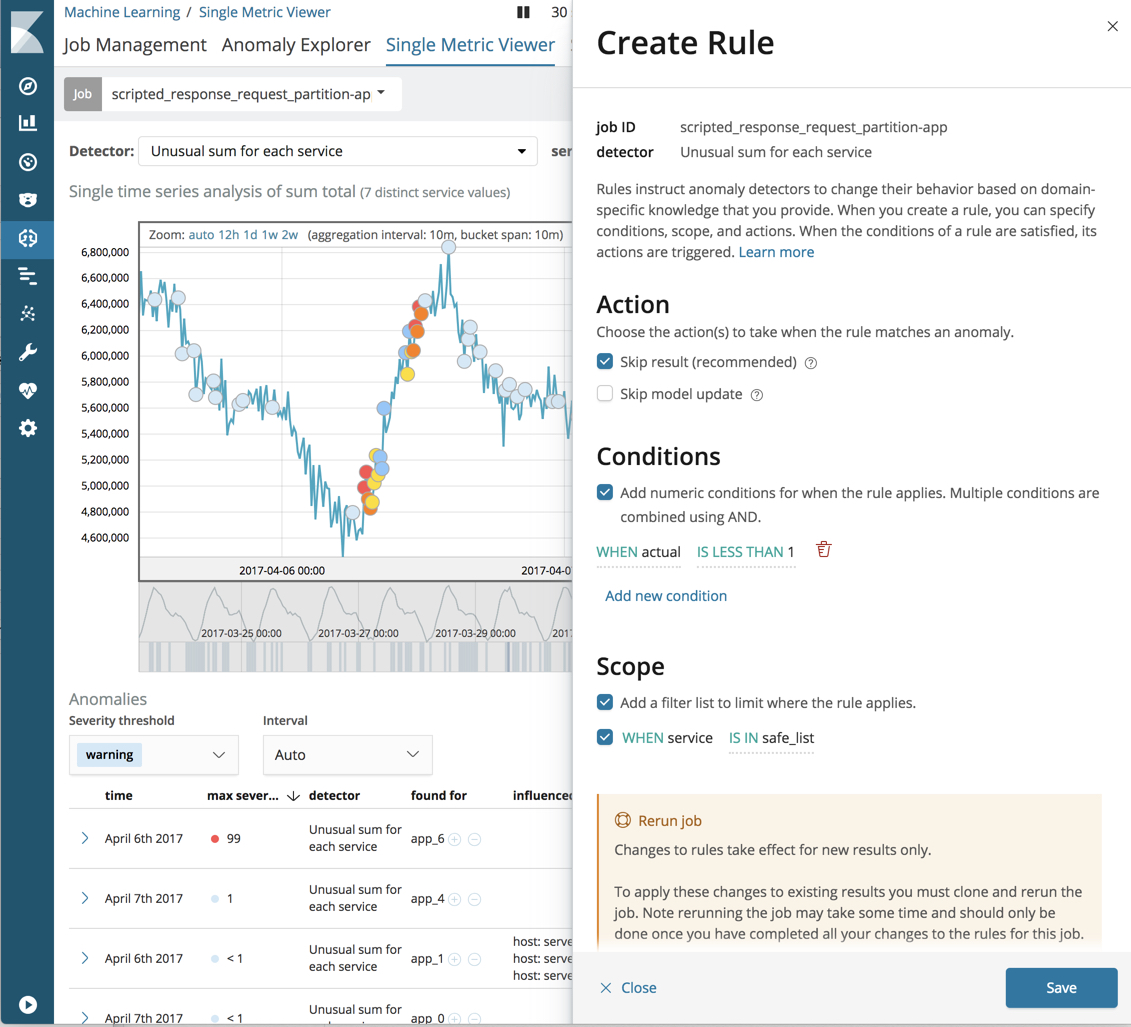 Machine Learning / Single Metric Viewer
30
Job Management Anomaly Explorer Single Metric Viewer
Job scripted_response_request_partition-ap
Detector: Unusual sum for each service
Single time series analysis of sum total (7 distinct service values)
Zoom: auto 12h 1d 1w 2w (aggregation interval: 10m, bucket span: 10m)
6,800,000
6,600,000
6,400,000
6,200,000
6,000,000
5,800,000
5,600,000
5,400,000
5,200,000
5,000,000
4,800,000
4,600,000
2017-04-06 00:00
2017-03-25 00:00 2017-03-27 00:00 2017-03-29 00:00
Anomalies
Severity threshold Interval
warning Auto
time max sever... detector found for
April 6th 2017 99 Unusual sum for
each service app_6
April 7th 2017 1 Unusual sum for
each service app_4
April 6th 2017 < 1 Unusual sum for
each service app_1 host:
host:
host:
April 7th 2017 < 1 Unusual sum for
each service app_0
Create Rule
job ID scripted_response_request_partition-app
detector Unusual sum for each service
Rules instruct anomaly detectors to change their behavior based on domain-
specific knowledge that you provide. When you create a rule, you can specify
conditions, scope, and actions. When the conditions of a rule are satisfied, its
actions are triggered. Learn more
Action
Choose the action(s) to take when the rule matches an anomaly.
Skip result (recommended)
Skip model update
Conditions
Add numeric conditions for when the rule applies. Multiple conditions are
combined using AND.
WHEN actual IS LESS THAN 1
Add new condition
Scope
Add a filter list to limit where the rule applies.
WHEN service IS IN safe_list
Rerun job
Changes to rules take effect for new results only.
To apply these changes to existing results you must clone and rerun the
job. Note rerunning the job may take some time and should only be
done once you have completed all your changes to the rules for this job.
Close
Save